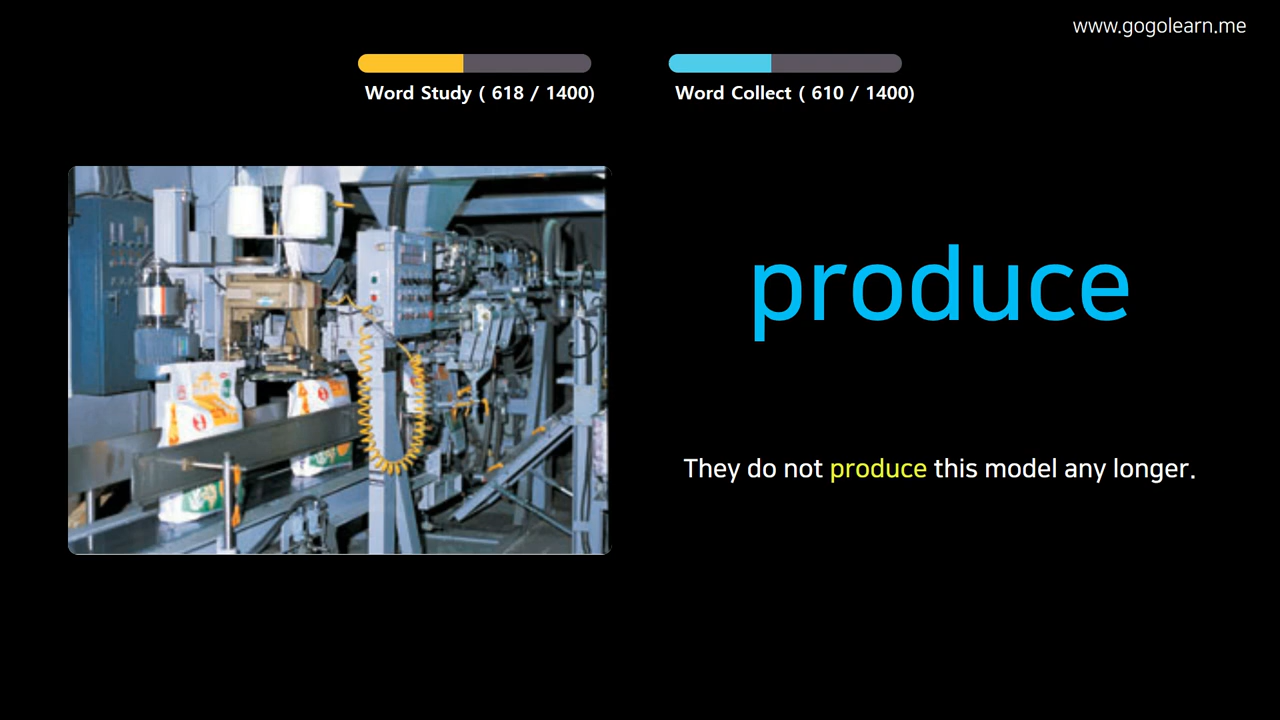 www.gogolearn.me
Word Study ( 618 / 1400)
Word Collect ( 610 / 1400)
produce
They do not produce this model any longer.